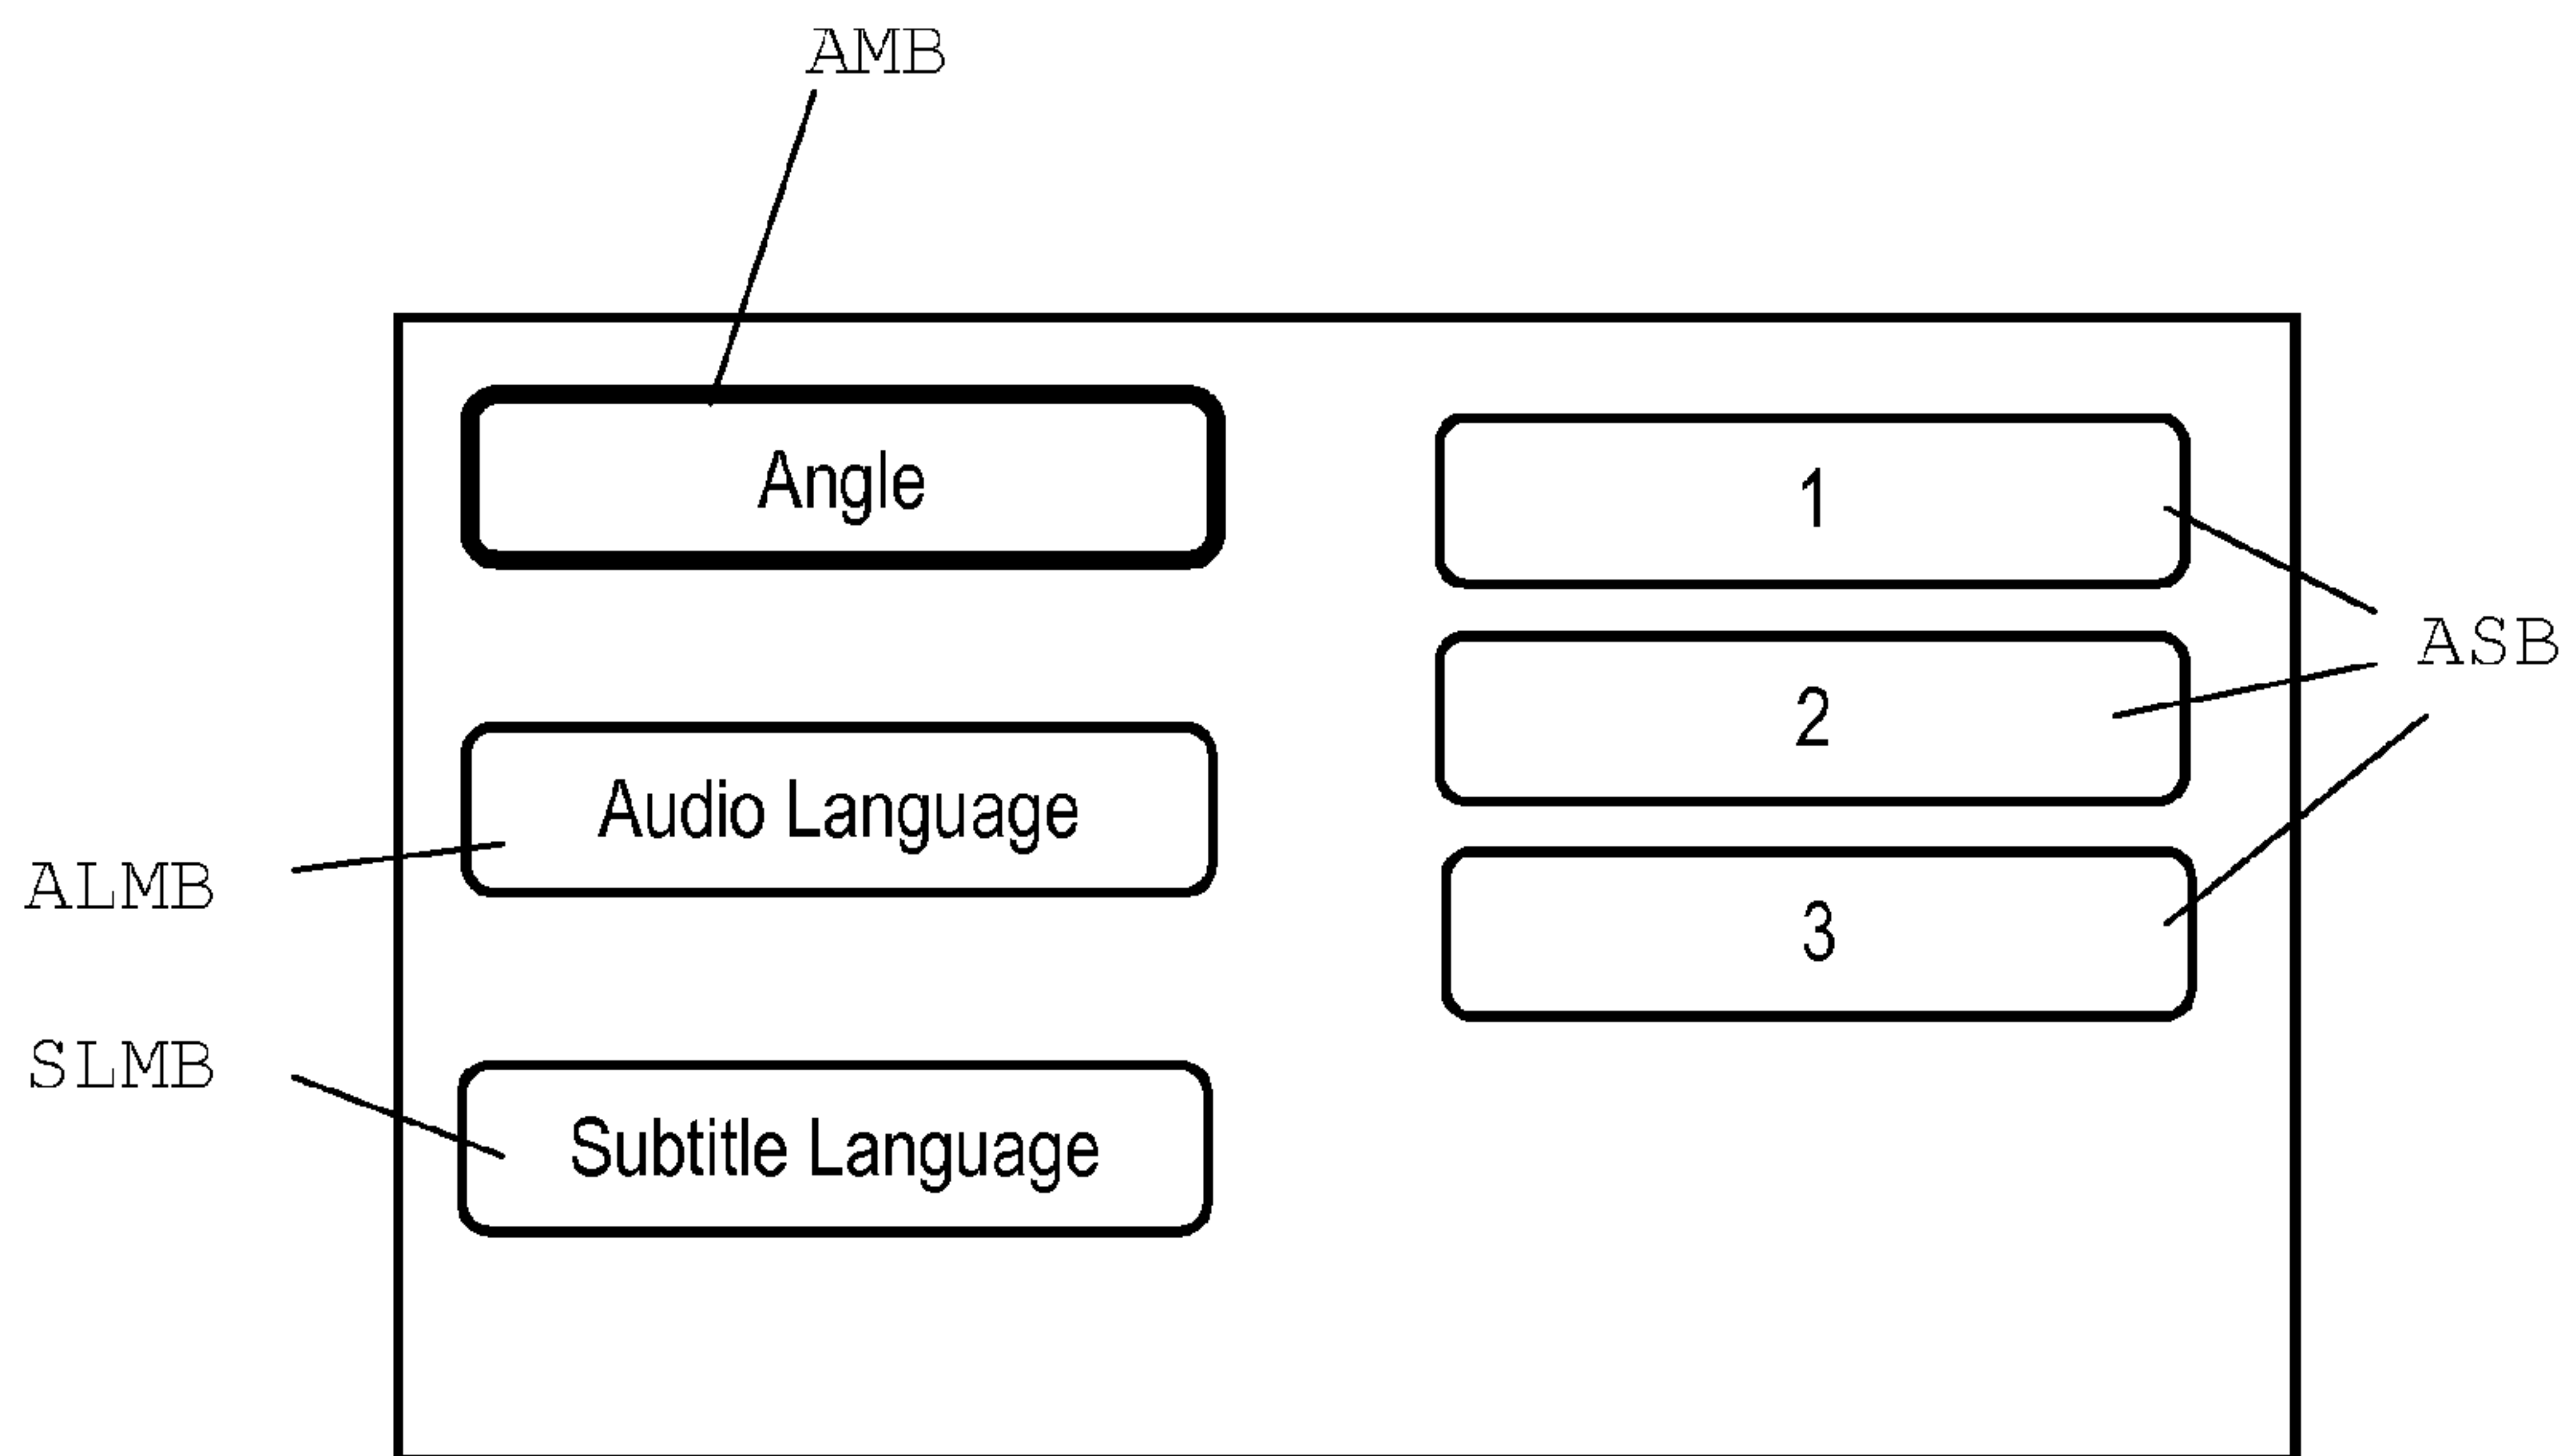 AMB
Angle
1
ASB
2
Audio Language
ALMB
3
SLMB
Subtitle Language